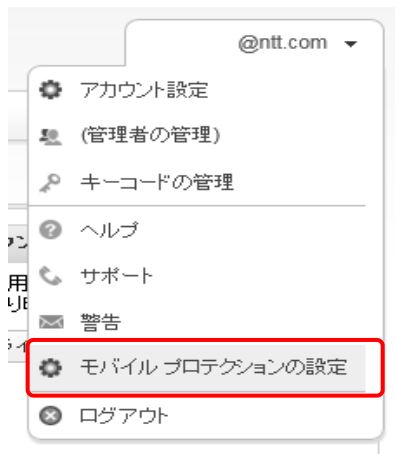 @ntt.com
アカウント設定
(管理者の管理)
キーコードの管理
ヘルプ
サポート
警告
モバイル プロテクションの設定
ログアウト